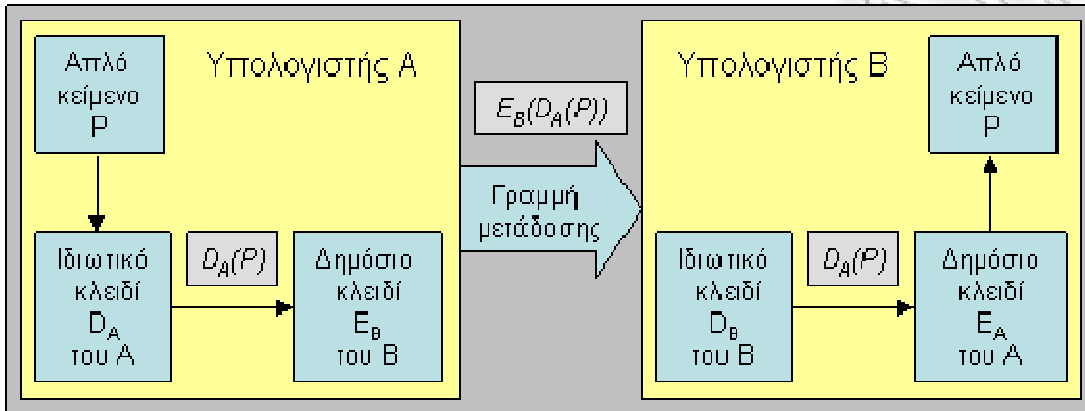 Υπολογιστής Α
Απλό
κείμενο
P
Ιδιωτικό
κλειδί
D_A
του Α
D_A(P)
Δημόσιο
κλειδί
E_B
του Β
E_B(D_A(P))
Γραμμή
μετάδοσης
Υπολογιστής Β
Ιδιωτικό
κλειδί
D_B
του Β
D_A(P)
Δημόσιο
κλειδί
E_A
του Α
Απλό
κείμενο
P